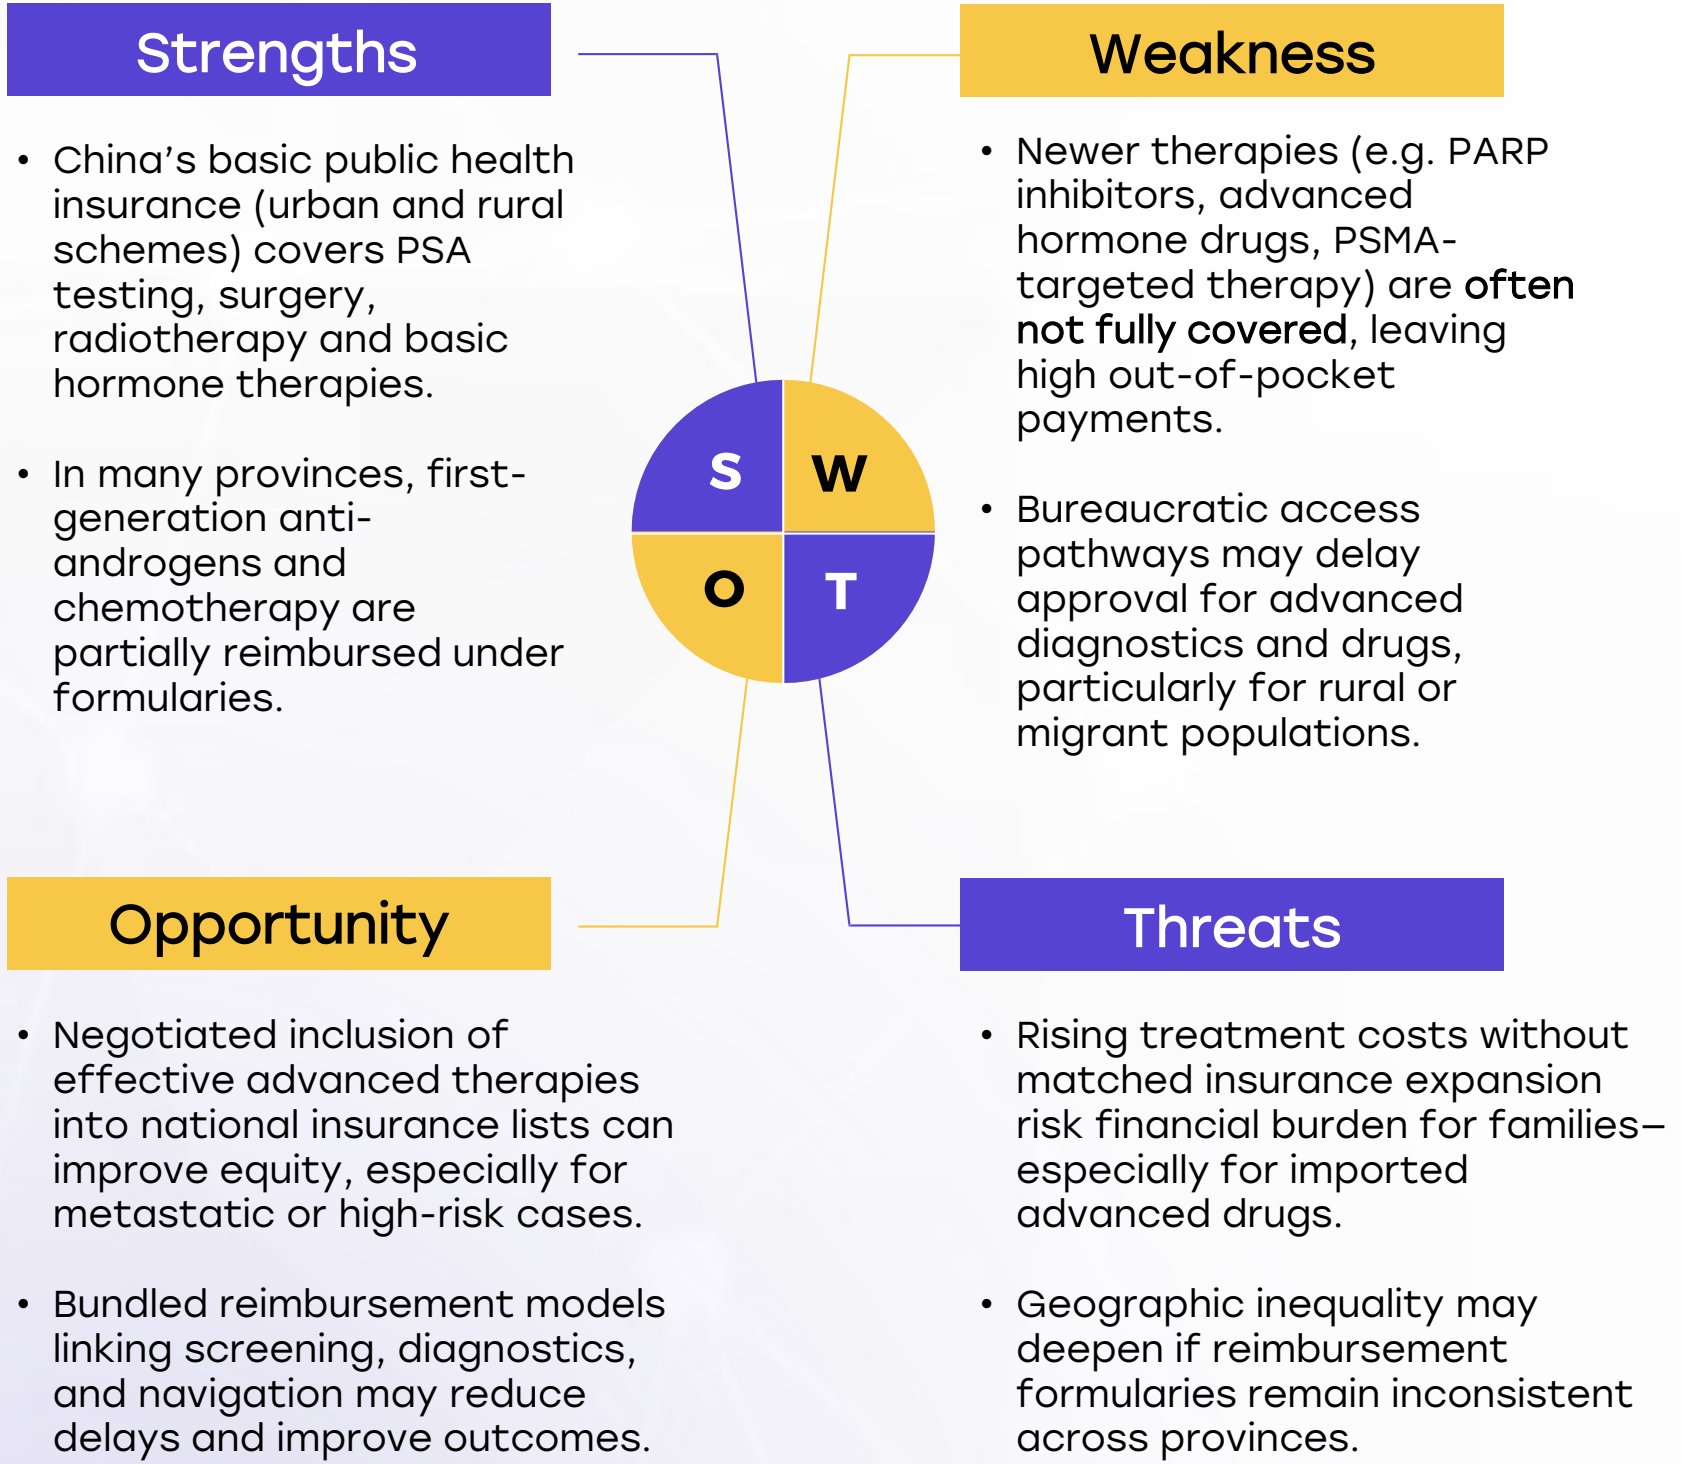 Strengths
• China’s basic public health
insurance (urban and rural
schemes) covers PSA
testing, surgery,
radiotherapy and basic
hormone therapies.
• In many provinces, first-
generation anti-
androgens and
chemotherapy are
partially reimbursed under
formularies.
Weakness
• Newer therapies (e.g. PARP
inhibitors, advanced
hormone drugs, PSMA-
targeted therapy) are often
not fully covered, leaving
high out-of-pocket
payments.
• Bureaucratic access
pathways may delay
approval for advanced
diagnostics and drugs,
particularly for rural or
migrant populations.
S
W
O
T
Opportunity
• Negotiated inclusion of
effective advanced therapies
into national insurance lists can
improve equity, especially for
metastatic or high-risk cases.
• Bundled reimbursement models
linking screening, diagnostics,
and navigation may reduce
delays and improve outcomes.
Threats
• Rising treatment costs without
matched insurance expansion
risk financial burden for families—
especially for imported
advanced drugs.
• Geographic inequality may
deepen if reimbursement
formularies remain inconsistent
across provinces.